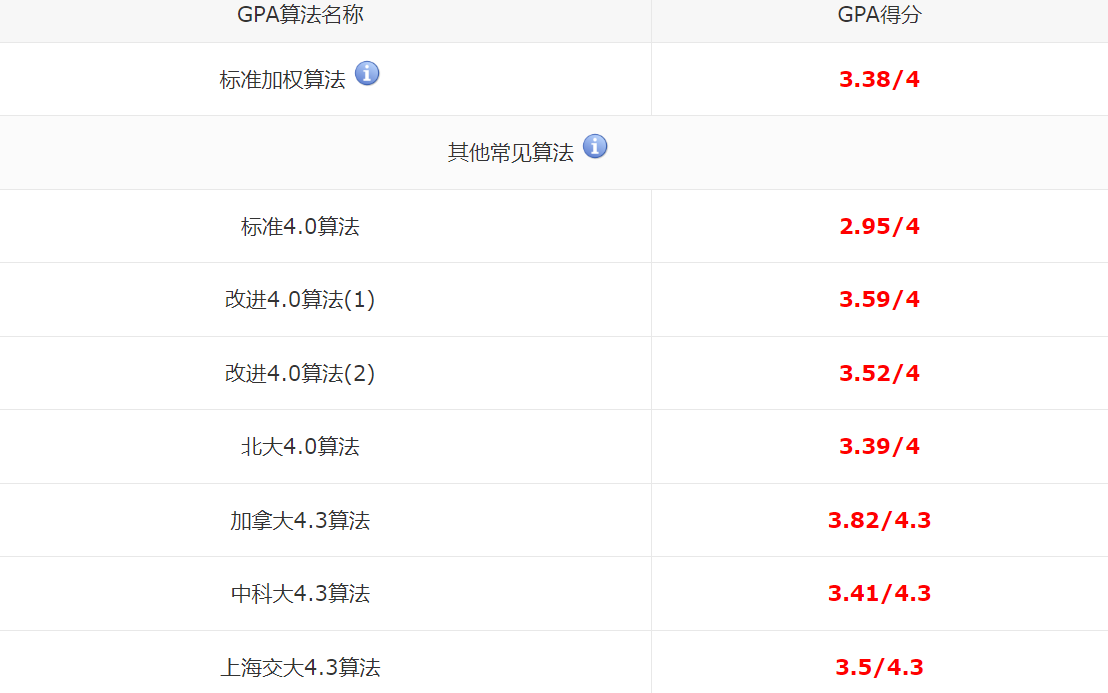 GPA算法名称 GPA得分
标准加权算法 3.38/4
其他常见算法
标准4.0算法 2.95/4
改进4.0算法(1) 3.59/4
改进4.0算法(2) 3.52/4
北大4.0算法 3.39/4
加拿大4.3算法 3.82/4.3
中科大4.3算法 3.41/4.3
上海交大4.3算法 3.5/4.3